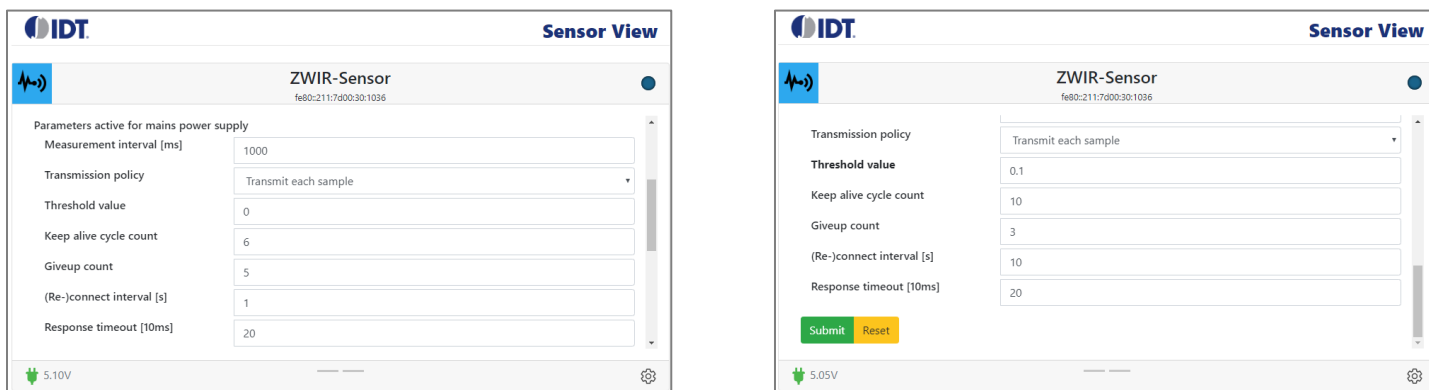 IDT
Sensor View
ZWIR-Sensor
fe80::211:7d00:30:1036
Parameters active for mains power supply
Measurement interval [ms] 1000
Transmission policy Transmit each sample
Threshold value 0
Keep alive cycle count 6
Giveup count 5
(Re-)connect interval [s] 1
Response timeout [10ms] 20
5.10V
IDT
Sensor View
ZWIR-Sensor
fe80::211:7d00:30:1036
Transmission policy Transmit each sample
Threshold value 0.1
Keep alive cycle count 10
Giveup count 3
(Re-)connect interval [s] 10
Response timeout [10ms] 20
Submit Reset
5.05V